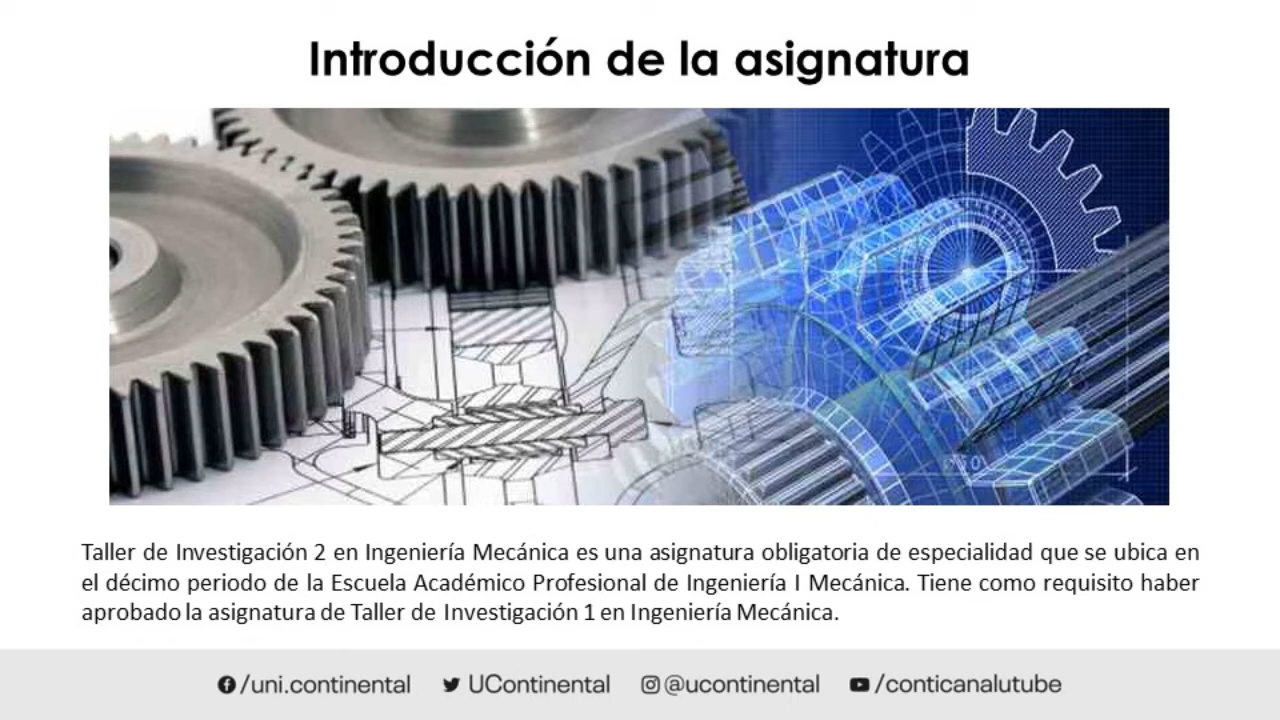 Introducción de la asignatura
Taller de Investigación 2 en Ingeniería Mecánica es una asignatura obligatoria de especialidad que se ubica en
el décimo periodo de la Escuela Académico Profesional de Ingeniería I Mecánica. Tiene como requisito haber
aprobado la asignatura de Taller de Investigación 1 en Ingeniería Mecánica.
/uni.continental UContinental @ucontinental /conticanalutube